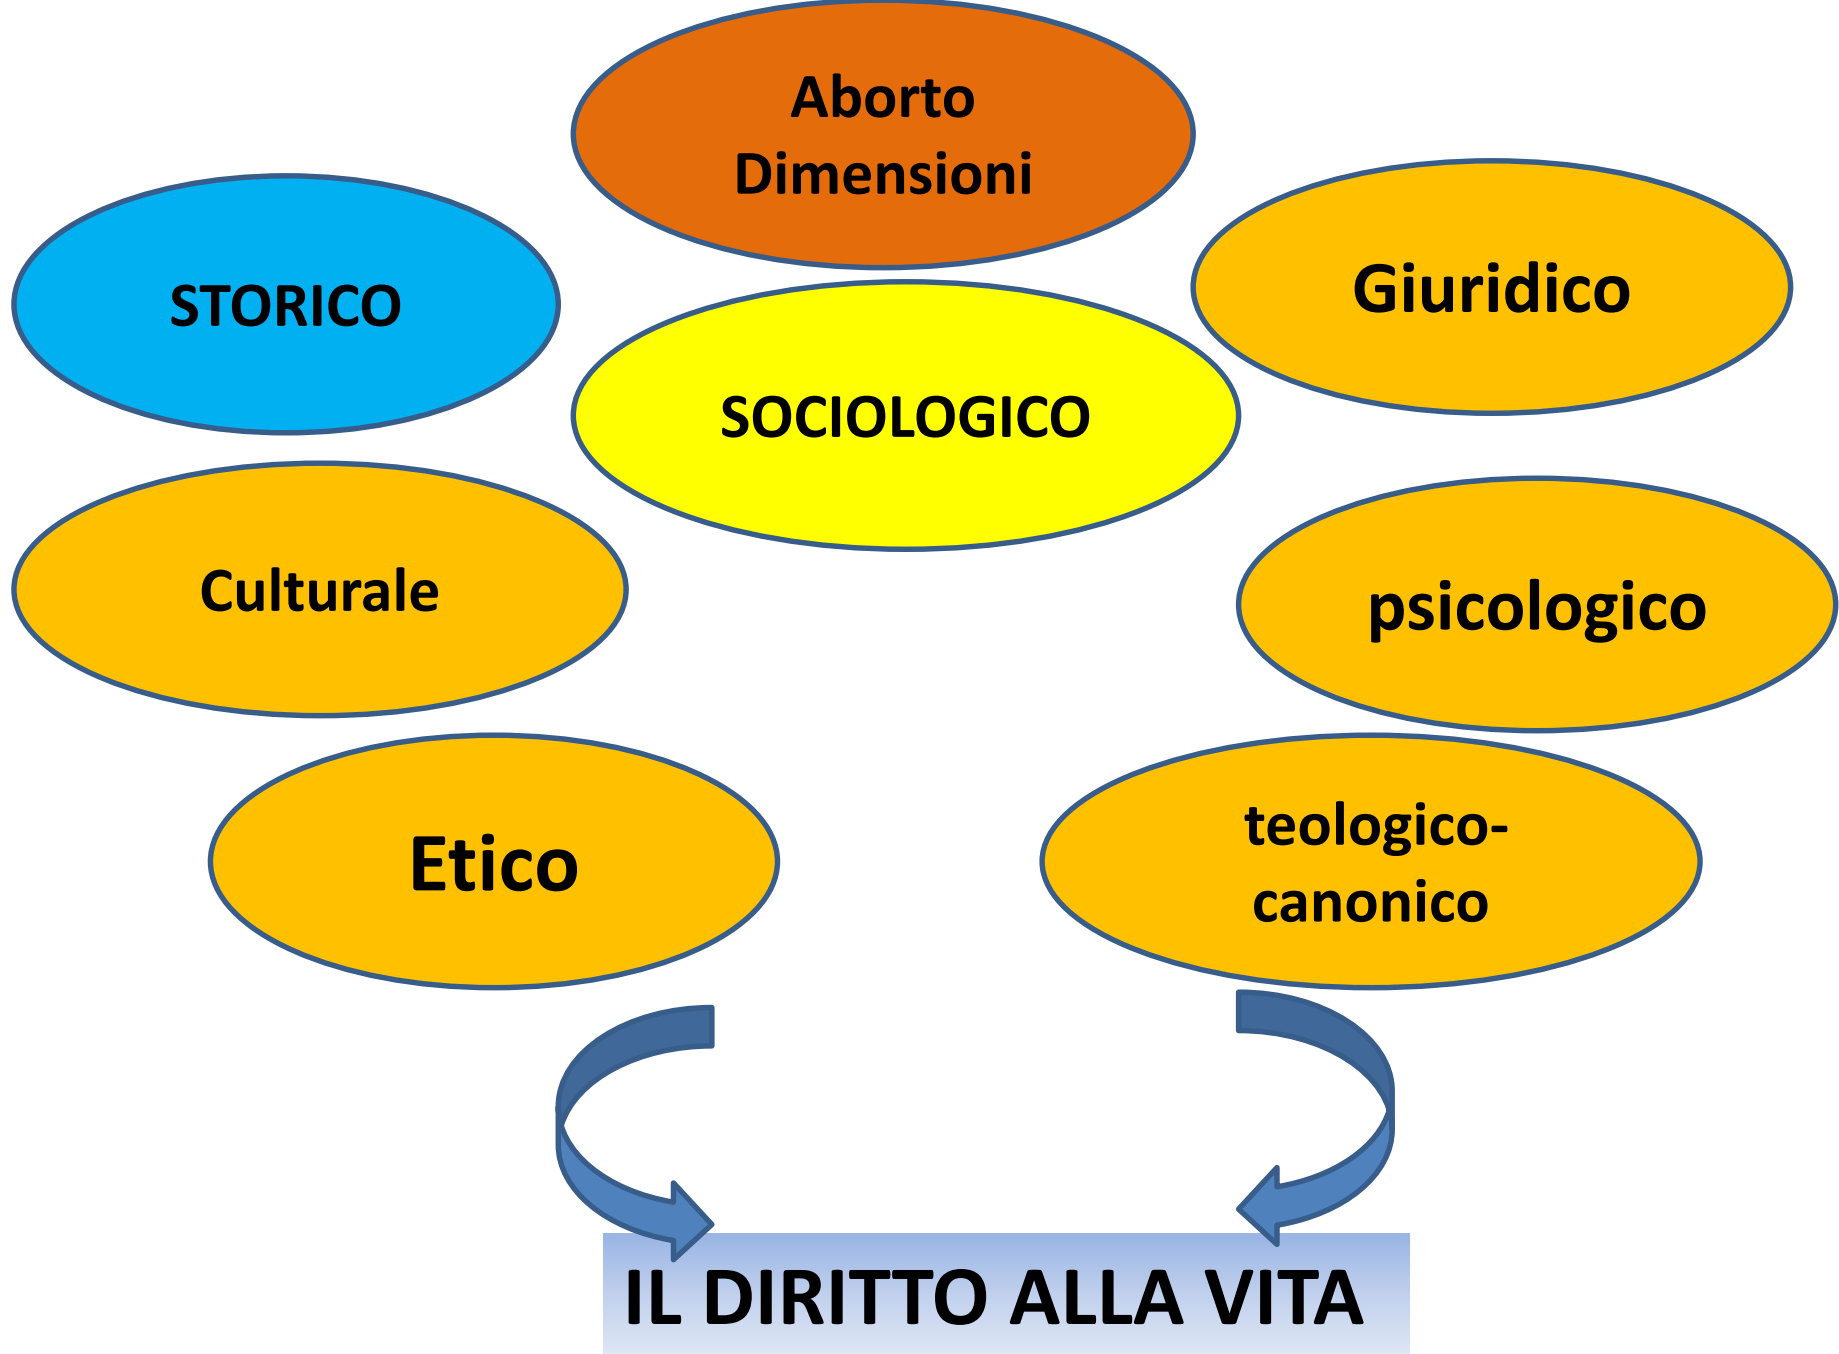 Aborto
Dimensioni
STORICO
Giuridico
SOCIOLOGICO
Culturale
psicologico
Etico
teologico-
canonico
IL DIRITTO ALLA VITA